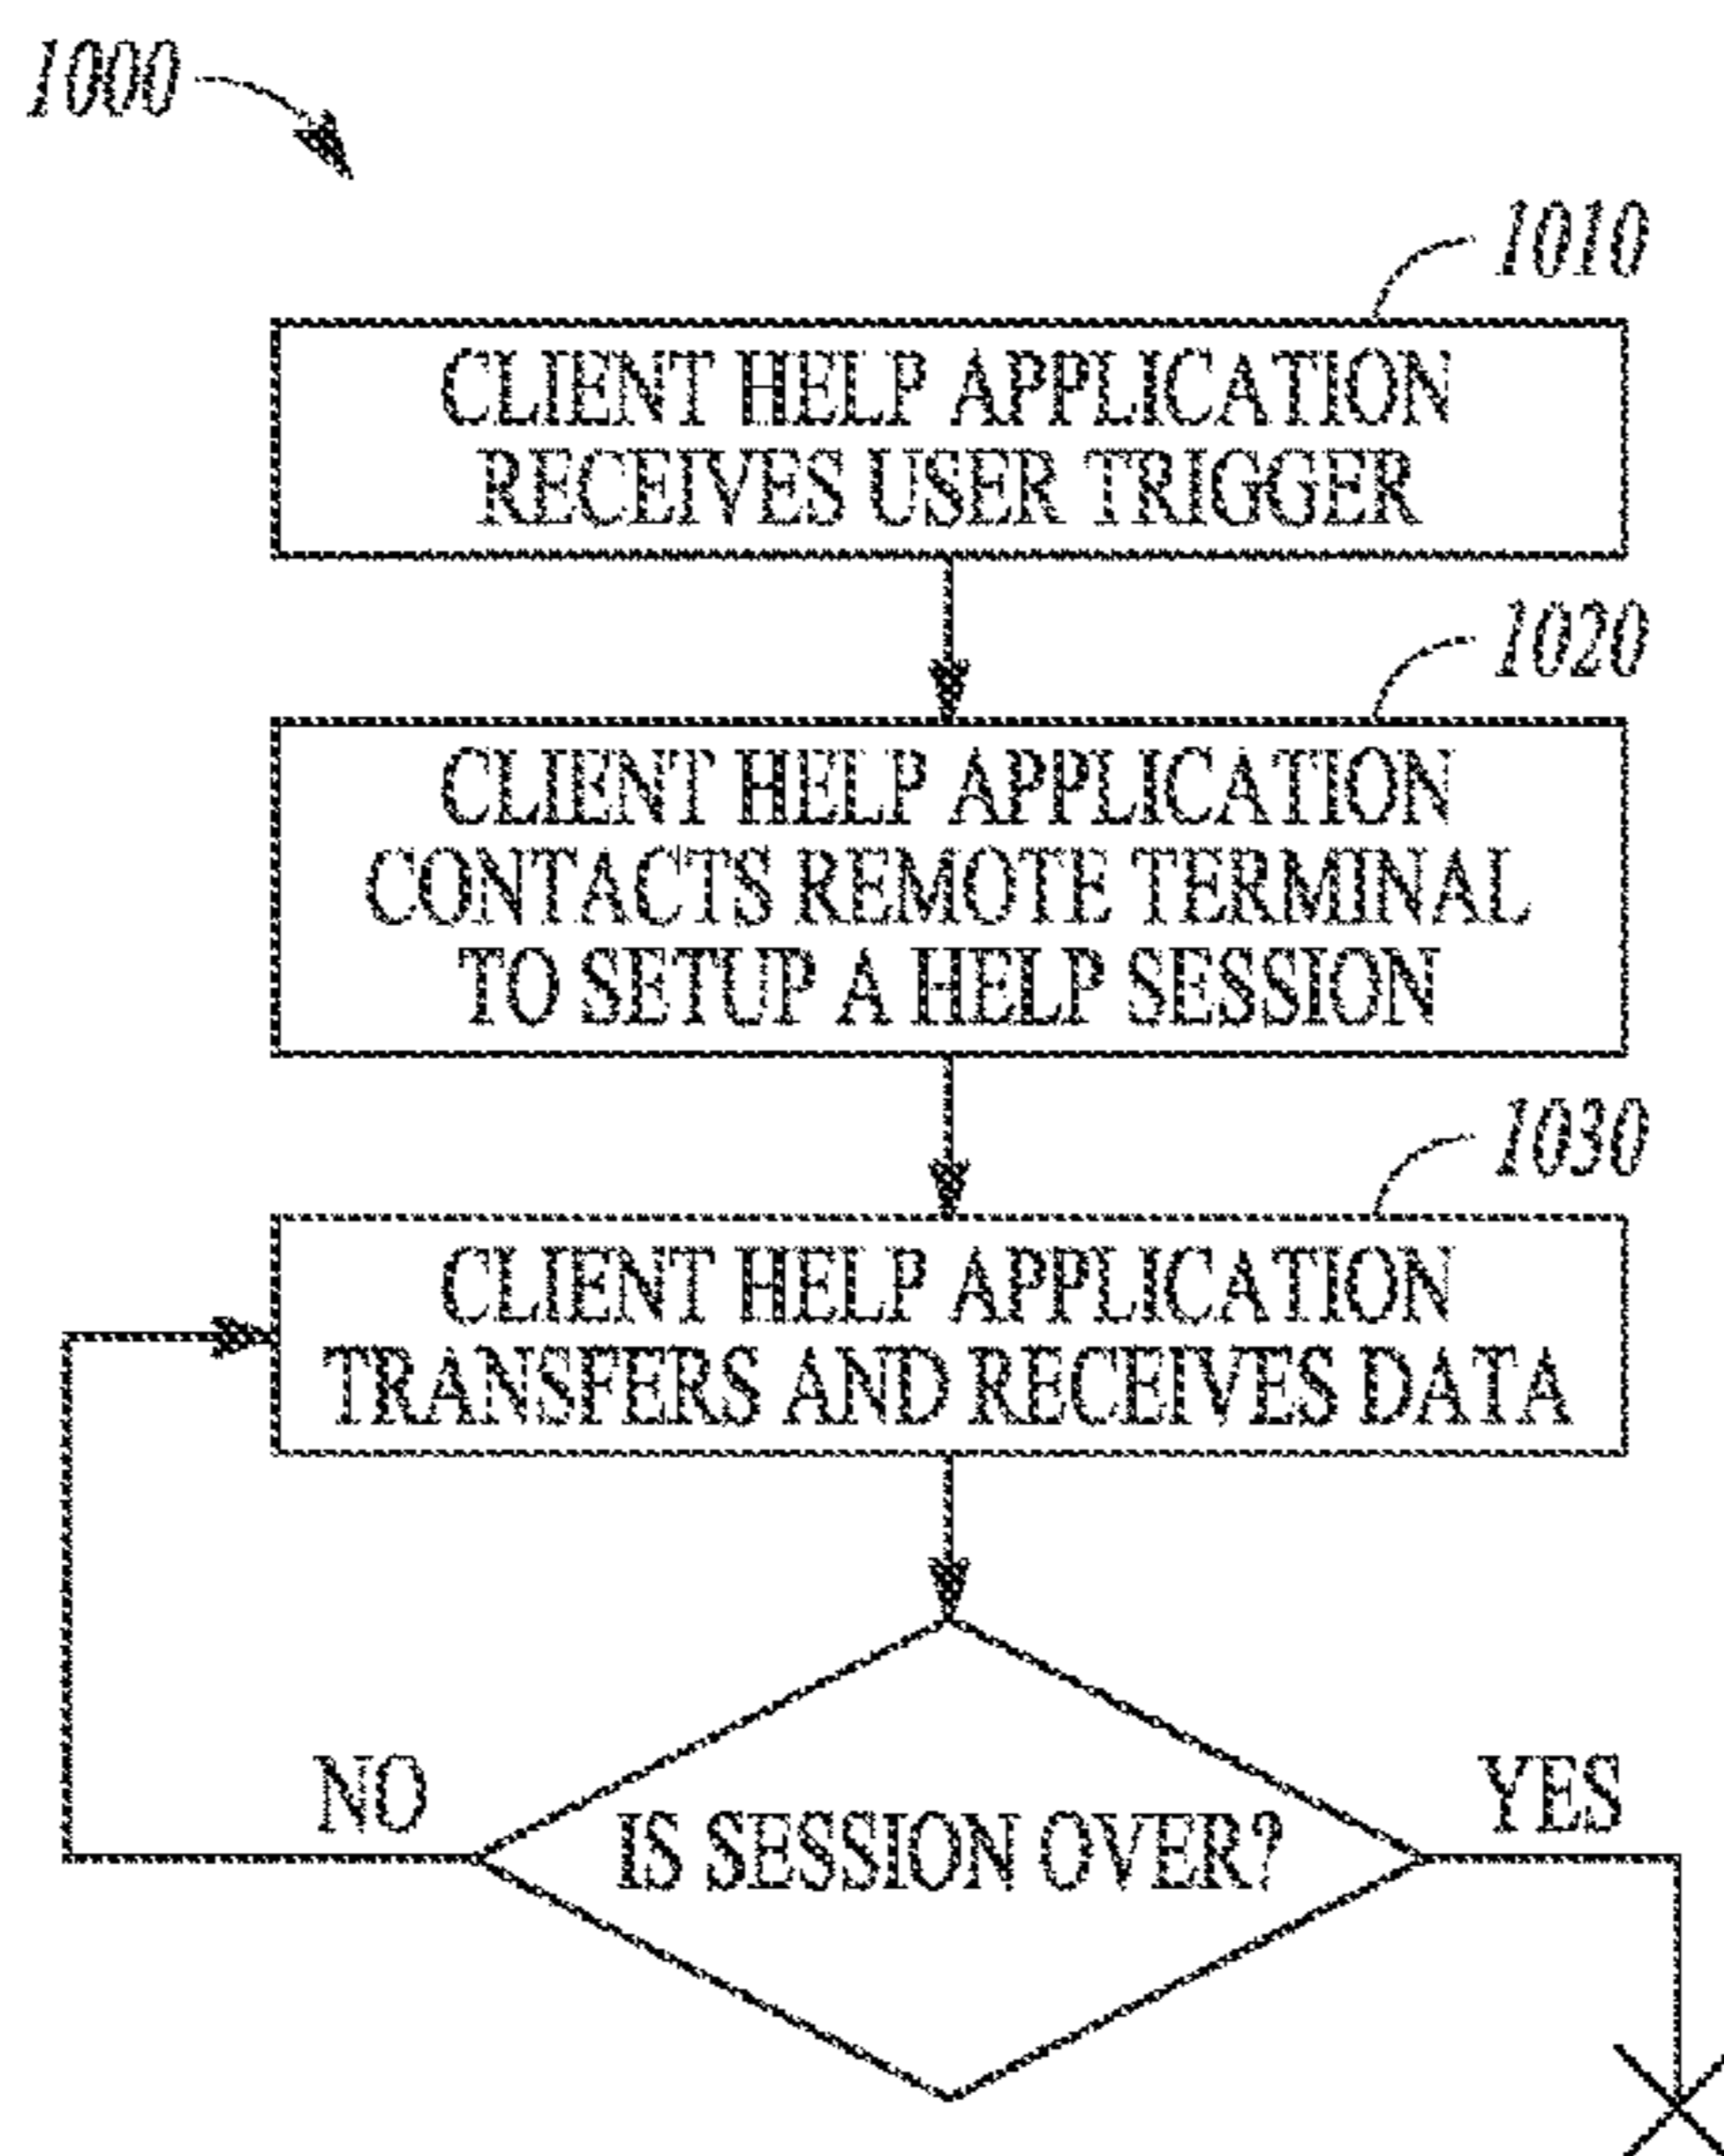 1000
1010
CLIENT HELP APPLICATION
RECEIVES USER TRIGGER
1020
CLIENT HELP APPLICATION
CONTACTS REMOTE TERMINAL
TO SETUP A HELP SESSION
1030
CLIENT HELP APPLICATION
TRANSFERS AND RECEIVES DATA
NO
YES
IS SESSION OVER?